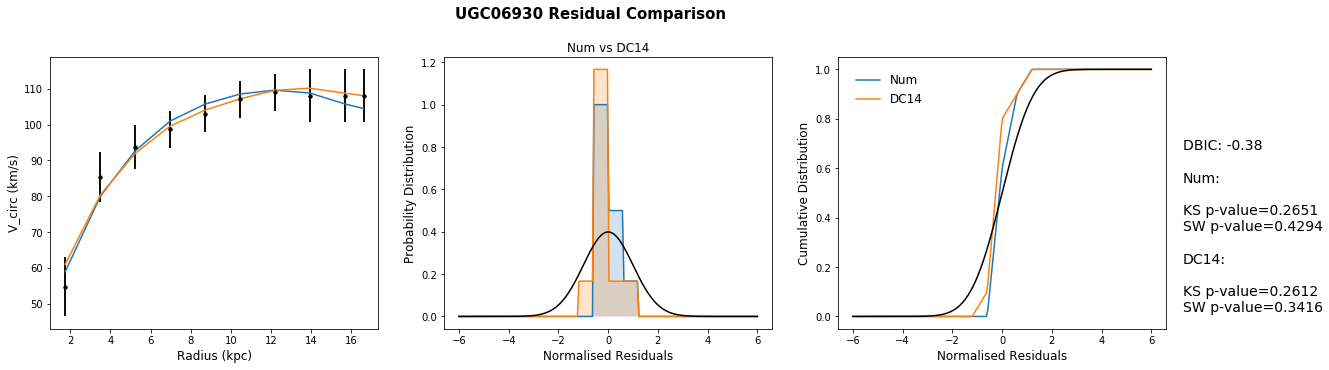 UGC06930 Residual Comparison
V_circ (km/s)
110
100
90
80
70
60
50
2 4 6 8 10 12 14 16
Radius (kpc)
Num vs DC14
Probability Distribution
1.2
1.0
0.8
0.6
0.4
0.2
0.0
−6 −4 −2 0 2 4 6
Normalised Residuals
Cumulative Distribution
1.0
0.8
0.6
0.4
0.2
0.0
Num
DC14
−6 −4 −2 0 2 4 6
Normalised Residuals
DBIC: -0.38
Num:
KS p-value=0.2651
SW p-value=0.4294
DC14:
KS p-value=0.2612
SW p-value=0.3416